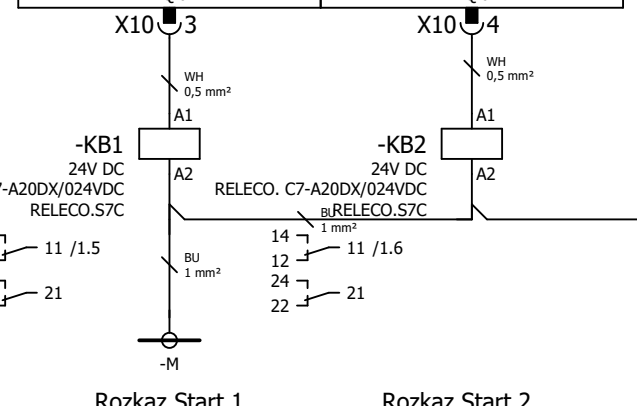 X10 3
X10 4
WH
0,5 mm²
WH
0,5 mm²
A1
A1
-KB1
-KB2
24V DC
24V DC
A2
A2
-A20DX/024VDC
RELECO. C7-A20DX/024VDC
RELECO.S7C
RELECO.S7C
BU
1 mm²
14
11 /1.5
11 /1.6
12
BU
1 mm²
24
21
21
22
-M
Rozkaz Start 1
Rozkaz Start 2